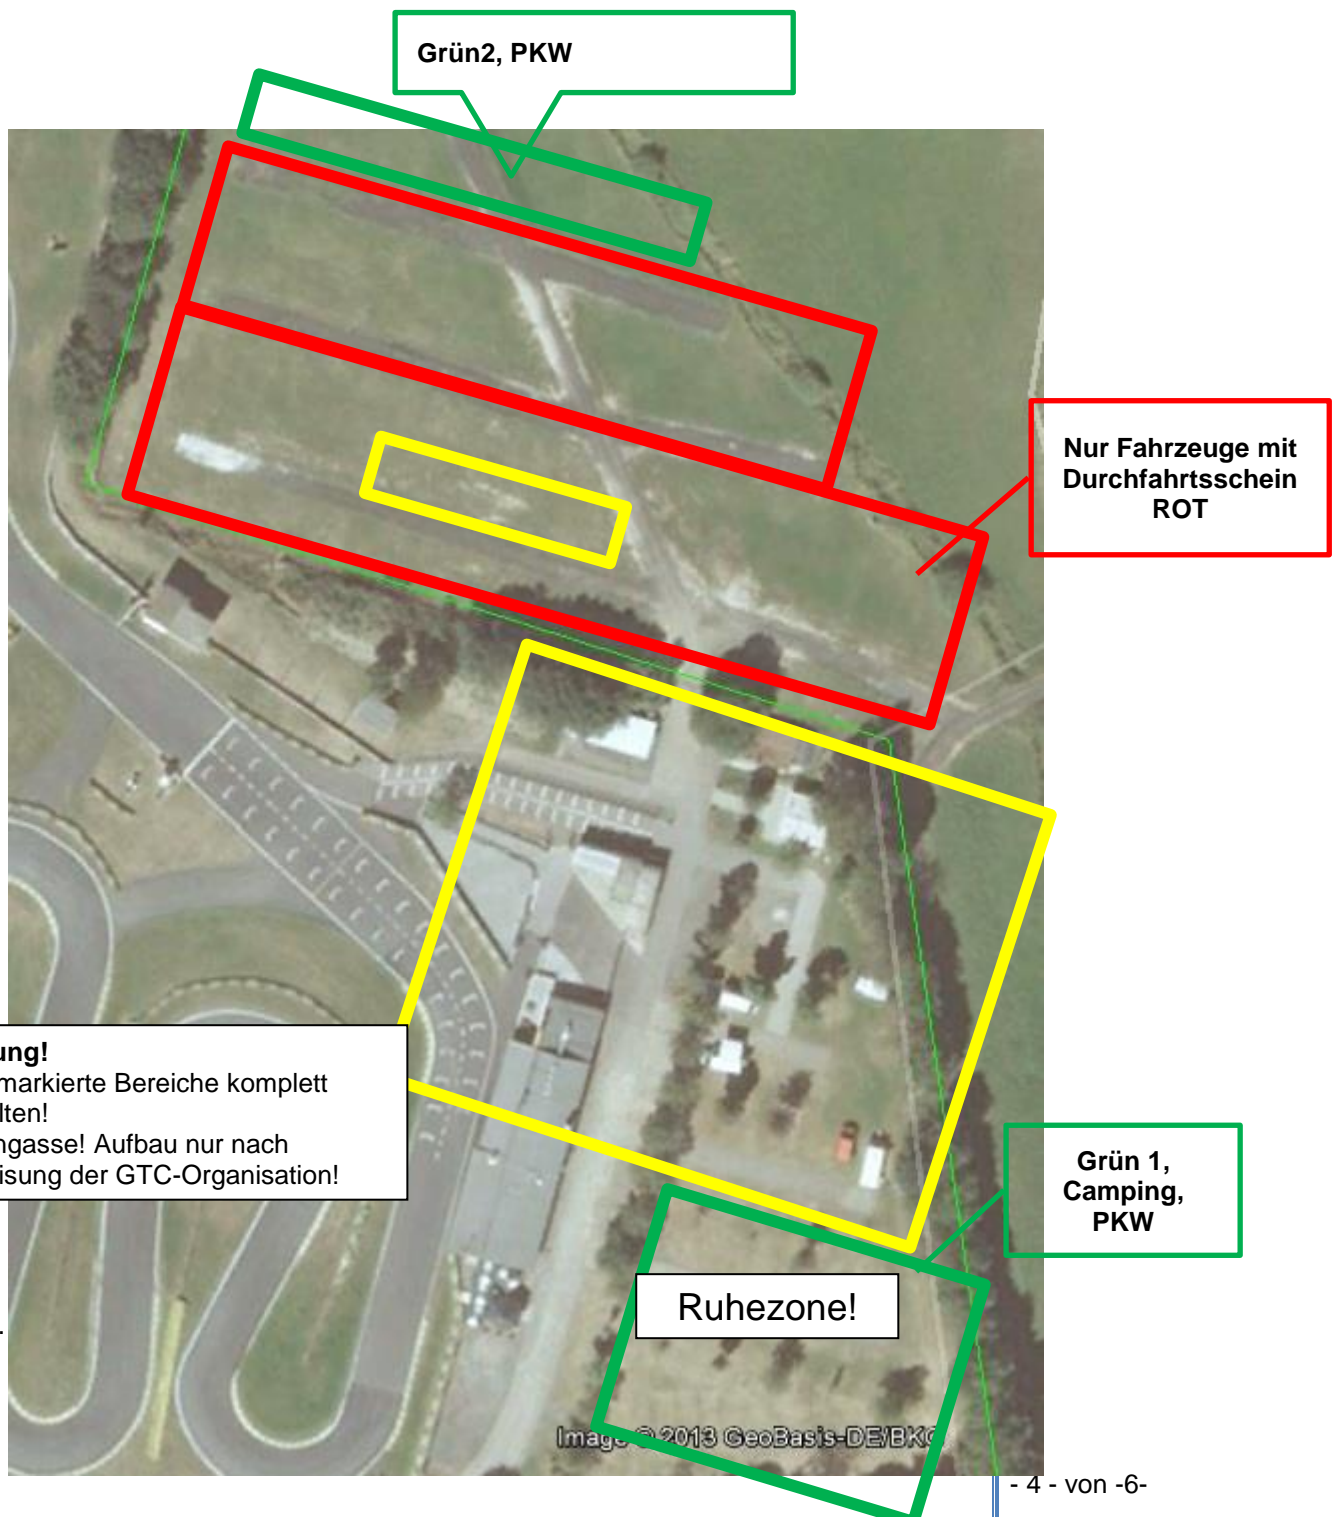 Grün2, PKW
Nur Fahrzeuge mit
Durchfahrtsschein
ROT
ung!
markierte Bereiche komplett
lten!
ngasse! Aufbau nur nach
isung der GTC-Organisation!
Grün 1,
Camping,
PKW
Ruhezone!
.
Image © 2013 GeoBasis-DE/BKG
- 4 - von -6-